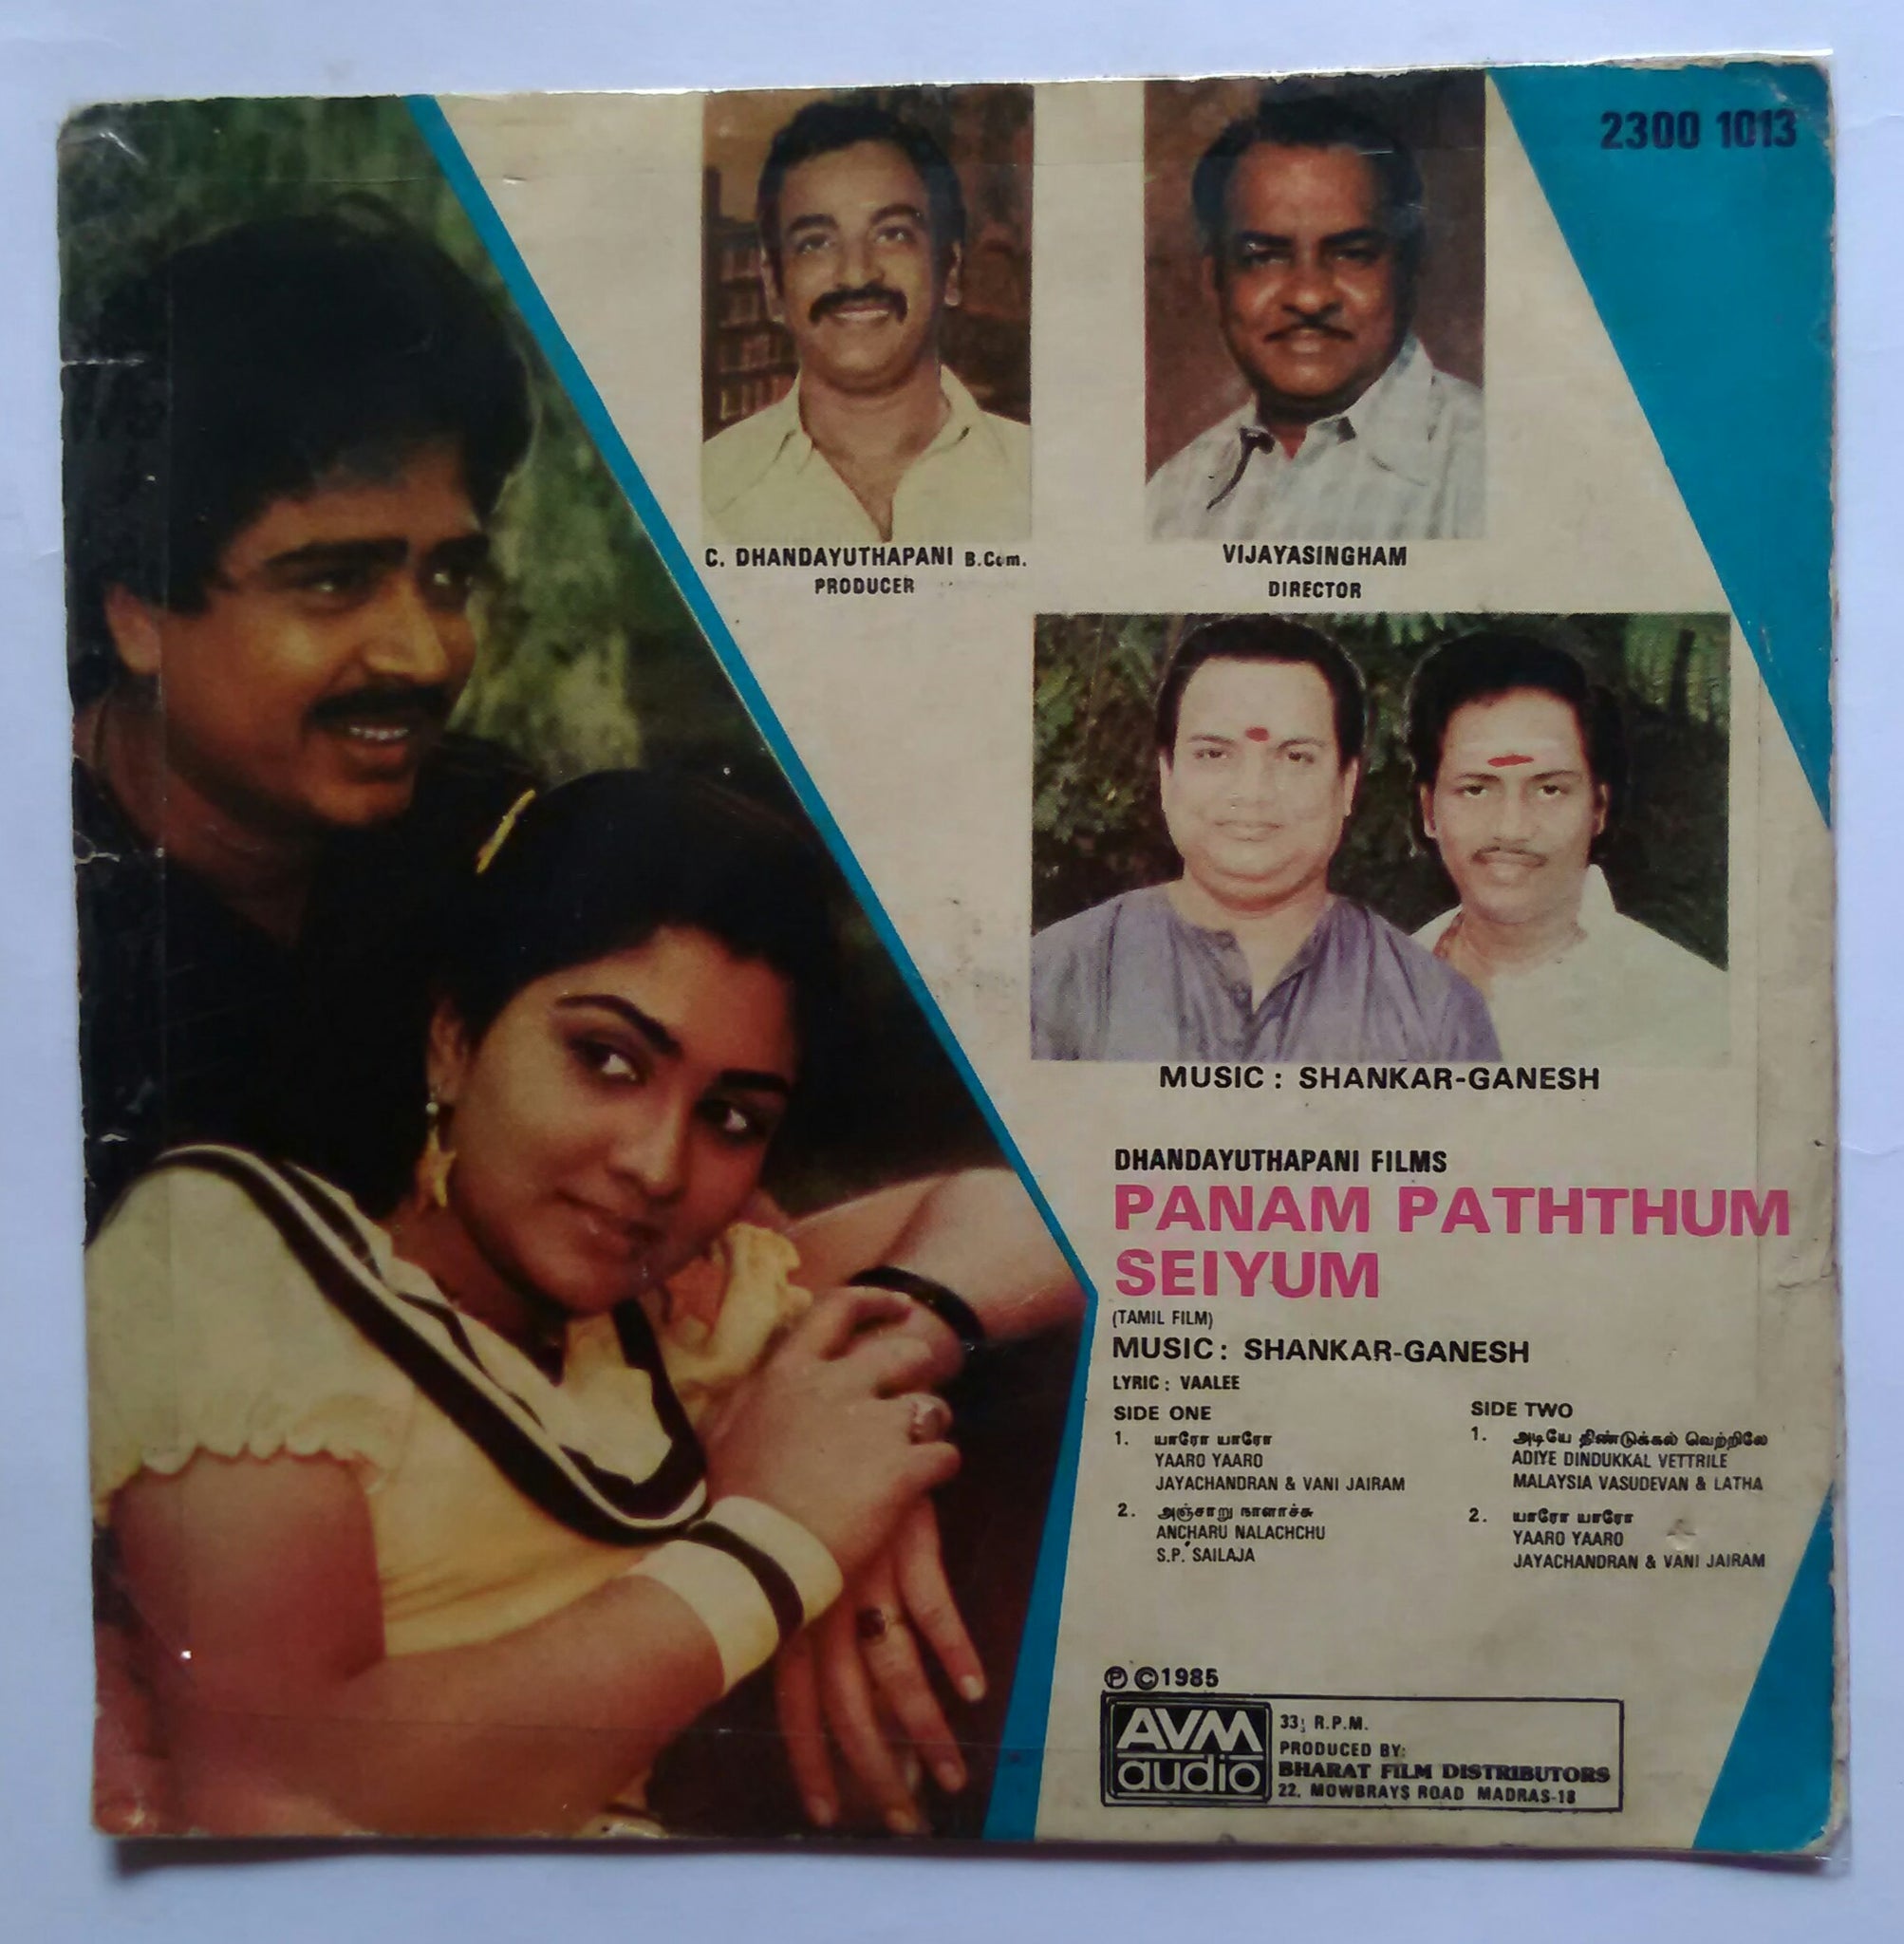 2300 1013
C. DHANDAYUTHAPANI B.Com.
PRODUCER
VIJAYASINGHAM
DIRECTOR
MUSIC : SHANKAR-GANESH
DHANDAYUTHAPANI FILMS
PANAM PATHTHUM
SEIYUM
(TAMIL FILM)
MUSIC : SHANKAR-GANESH
LYRIC : VAALEE
SIDE ONE
1. யாரோ யாரோ
YAARO YAARO
JAYACHANDRAN & VANI JAIRAM
2. அஞ்சாறு நாளாச்சு
ANCHARU NALACHCHU
S.P. SAILAJA
SIDE TWO
1. அடியே திண்டுக்கல் வெற்றிலே
ADIYE DINDUKKAL VETTRILE
MALAYSIA VASUDEVAN & LATHA
2. யாரோ யாரோ
YAARO YAARO
JAYACHANDRAN & VANI JAIRAM
℗ ©1985
AVM
audio
33⅓ R.P.M.
PRODUCED BY:
BHARAT FILM DISTRIBUTORS
22, MOWBRAYS ROAD MADRAS-18